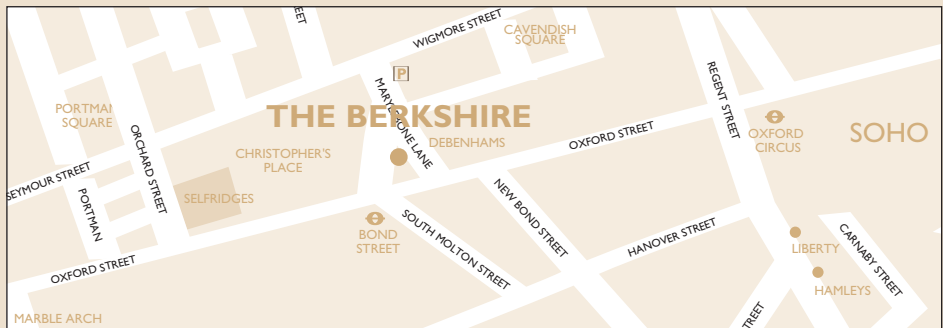 STREET
WIGMORE STREET
CAVENDISH
SQUARE
P
MARYLEBONE LANE
REGENT STREET
PORTMAN
SQUARE
THE BERKSHIRE
ORCHARD STREET
OXFORD STREET
OXFORD
CIRCUS
SOHO
DEBENHAMS
CHRISTOPHER'S
PLACE
SEYMOUR STREET
PORTMAN
SELFRIDGES
BOND
STREET
SOUTH MOLTON STREET
NEW BOND STREET
HANOVER STREET
CARNABY STREET
LIBERTY
HAMLEYS
OXFORD STREET
MARBLE ARCH
STREET